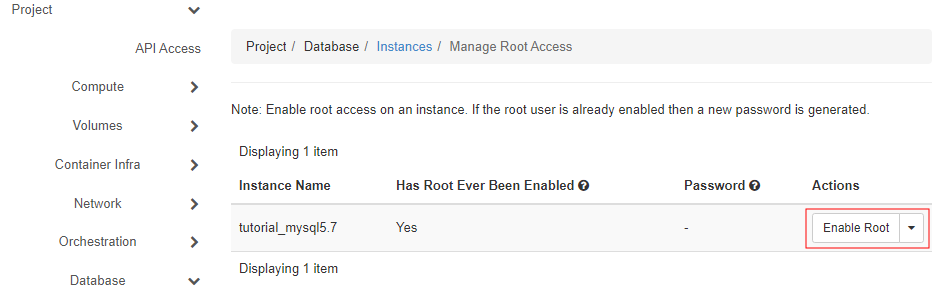 Project
API Access
Compute
Volumes
Container Infra
Network
Orchestration
Database
Project / Database / Instances / Manage Root Access
Note: Enable root access on an instance. If the root user is already enabled then a new password is generated.
Displaying 1 item
Instance Name Has Root Ever Been Enabled Password Actions
tutorial_mysql5.7 Yes - Enable Root
Displaying 1 item